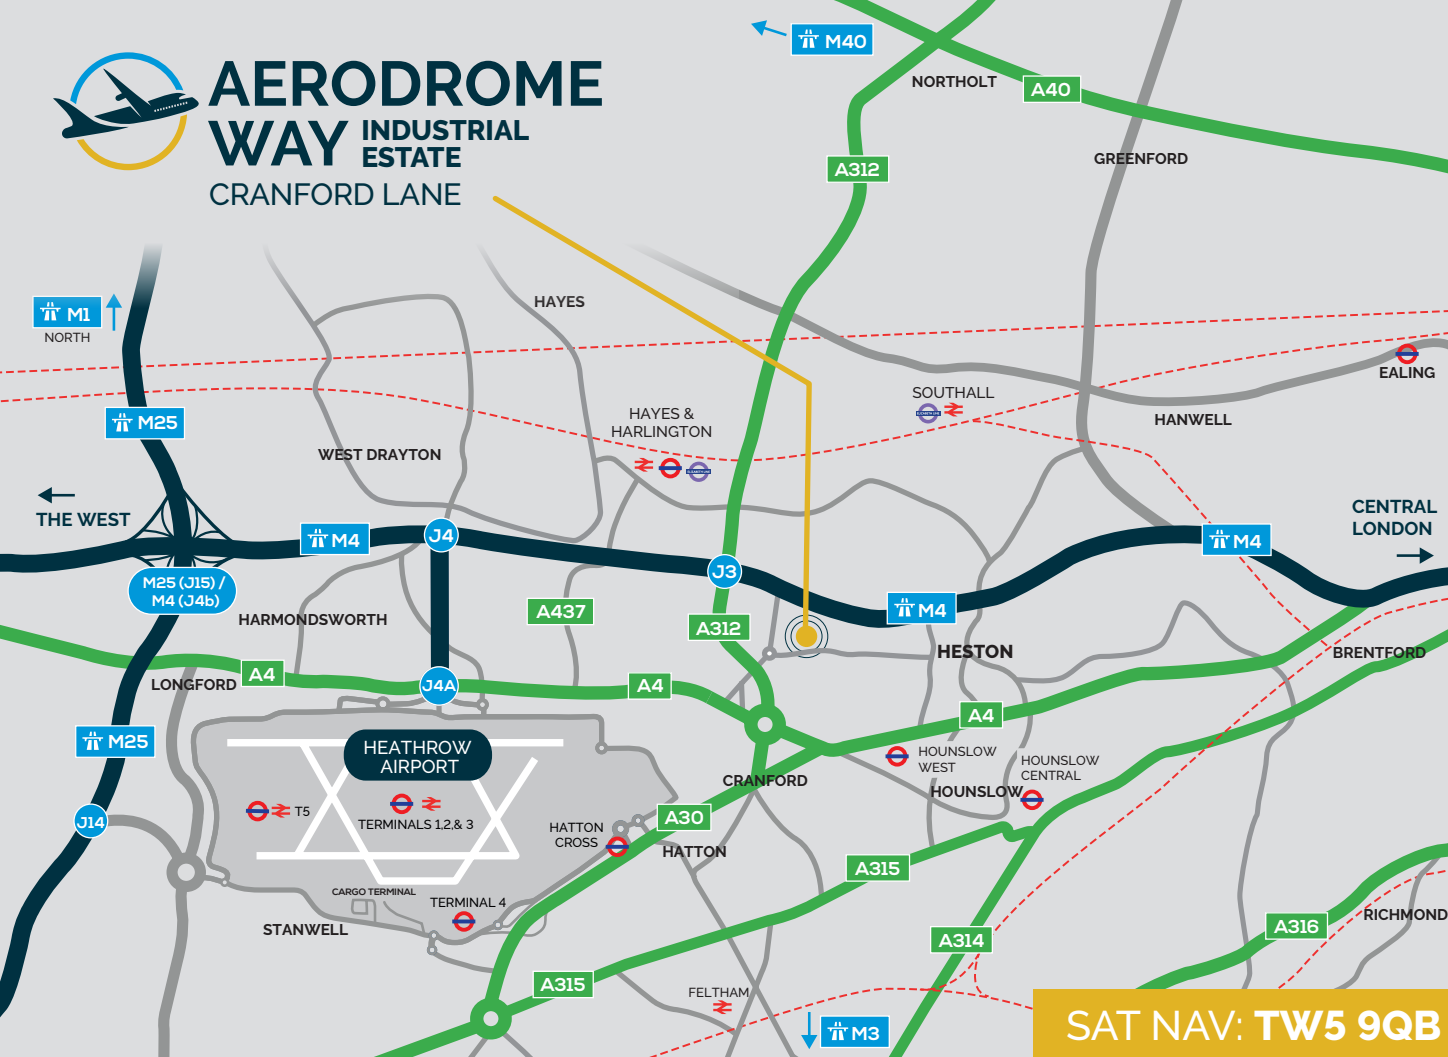 AERODROME
WAY INDUSTRIAL
ESTATE
CRANFORD LANE
M40
NORTHOLT
A40
A312
GREENFORD
M1
NORTH
HAYES
M25
WEST DRAYTON
HAYES &
HARLINGTON
SOUTHALL
EALING
HANWELL
THE WEST
M4
J4
J3
M4
M4
CENTRAL
LONDON
M25 (J15) /
M4 (J4b)
HARMONDSWORTH
A437
A312
HESTON
BRENTFORD
LONGFORD
A4
J4A
A4
A4
M25
HEATHROW
AIRPORT
HOUNSLOW
WEST
HOUNSLOW
CENTRAL
CRANFORD
HOUNSLOW
J14
T5
TERMINALS 1,2,& 3
HATTON
CROSS
A30
HATTON
A315
CARGO TERMINAL
TERMINAL 4
STANWELL
A314
A316
RICHMOND
A315
FELTHAM
M3
SAT NAV: TW5 9QB